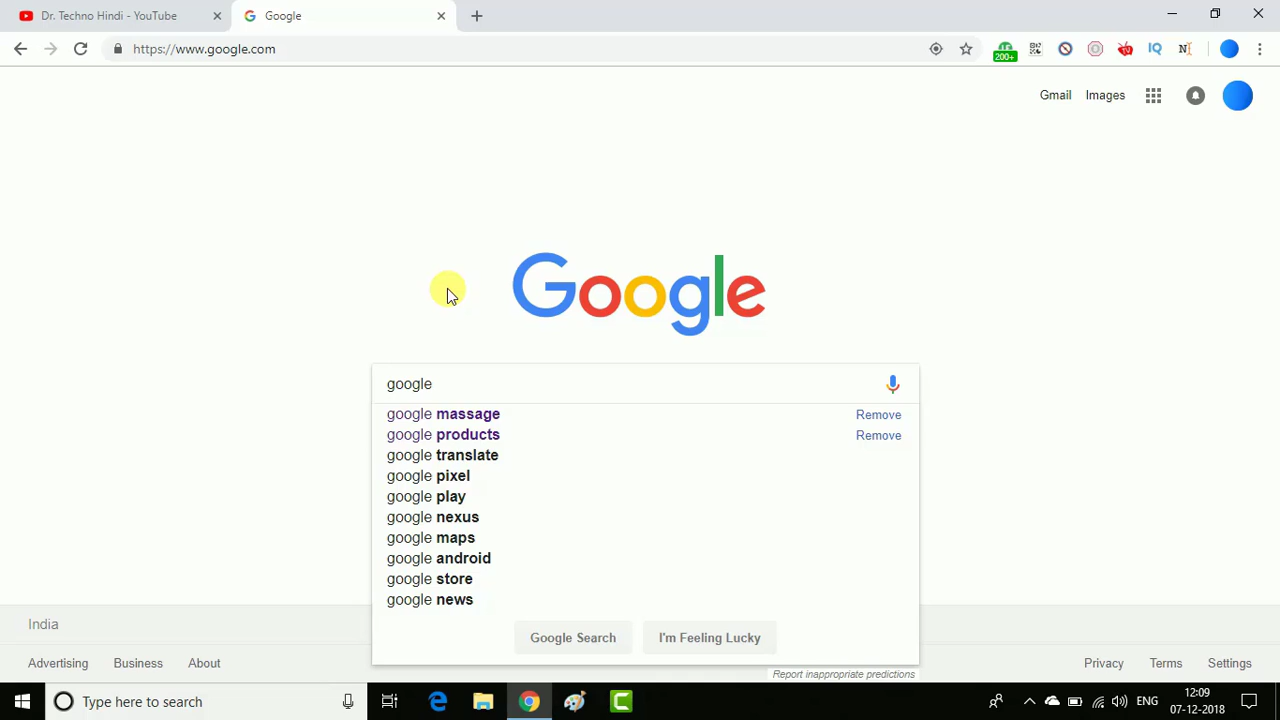 Dr. Techno Hindi - YouTube
Google
https://www.google.com
200+
IQ
Gmail Images
Google
google
google massage Remove
google products Remove
google translate
google pixel
google play
google nexus
google maps
google android
google store
google news
Google Search I'm Feeling Lucky
India
Advertising Business About
Privacy Terms Settings
Report inappropriate predictions
Type here to search
ENG
12:09
07-12-2018